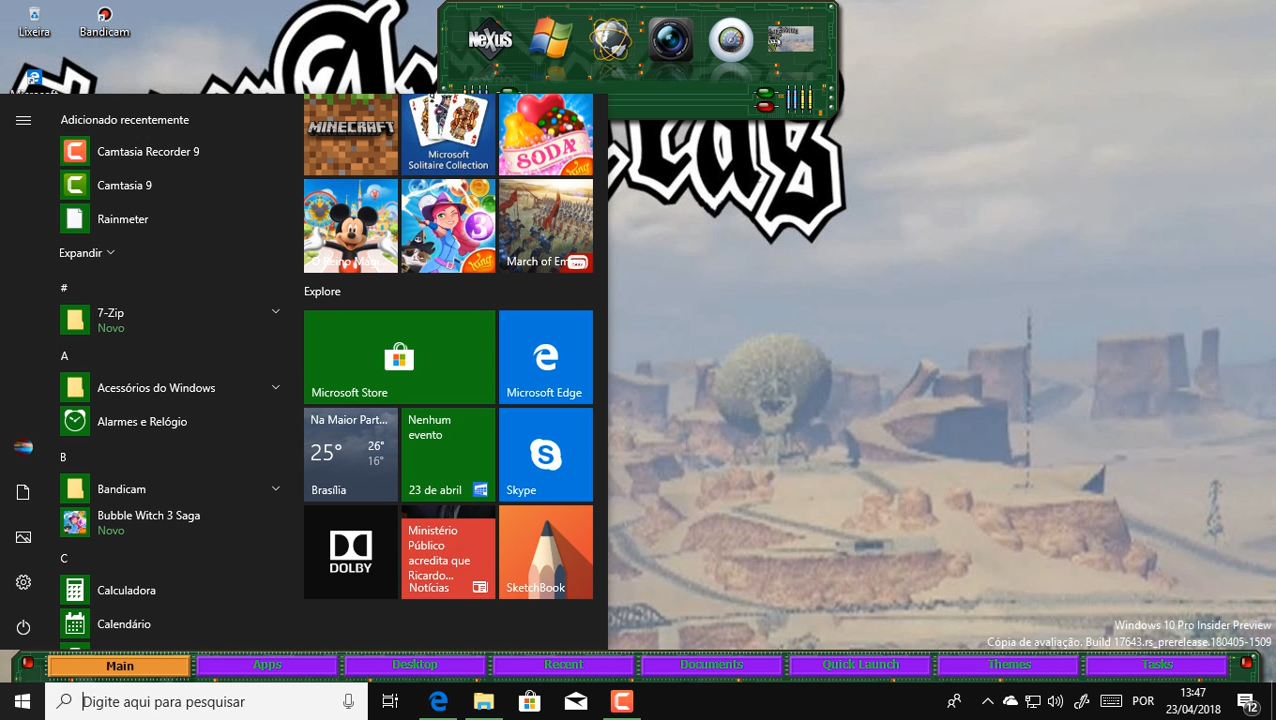 Lixeira
Bandicam
NeXuS
Adicionado recentemente
Camtasia Recorder 9
Camtasia 9
Rainmeter
Expandir
#
7-Zip
Novo
A
Acessórios do Windows
Alarmes e Relógio
B
Bandicam
Bubble Witch 3 Saga
Novo
C
Calculadora
Calendário
MINECRAFT
Microsoft
Solitaire Collection
SODA
King
3
King
March of Em
Explore
Microsoft Store
Microsoft Edge
Na Maior Part...
25°
26°
16°
Brasília
Nenhum
evento
23 de abril
Skype
DOLBY
Ministério
Público
acredita que
Ricardo...
Notícias
SketchBook
Windows 10 Pro Insider Preview
Cópia de avaliação. Build 17643.rs_prerelease.180405-1509
Main
Apps
Desktop
Recent
Documents
Quick Launch
Themes
Tasks
Digite aqui para pesquisar
POR
13:47
23/04/2018
12